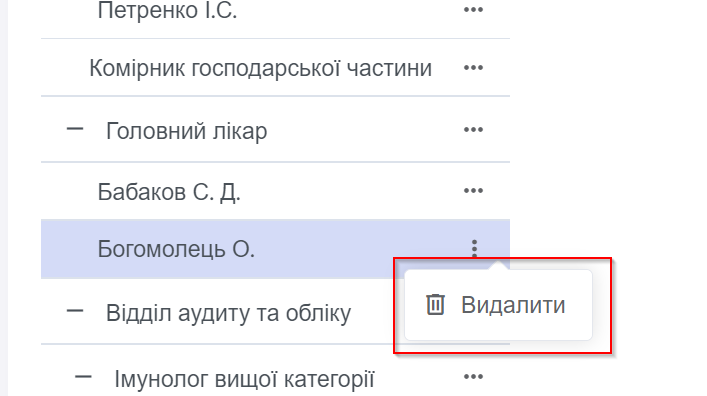 Петренко І.С.
Комірник господарської частини
Головний лікар
Бабаков С. Д.
Богомолець О.
Видалити
Відділ аудиту та обліку
Імунолог вищої категорії